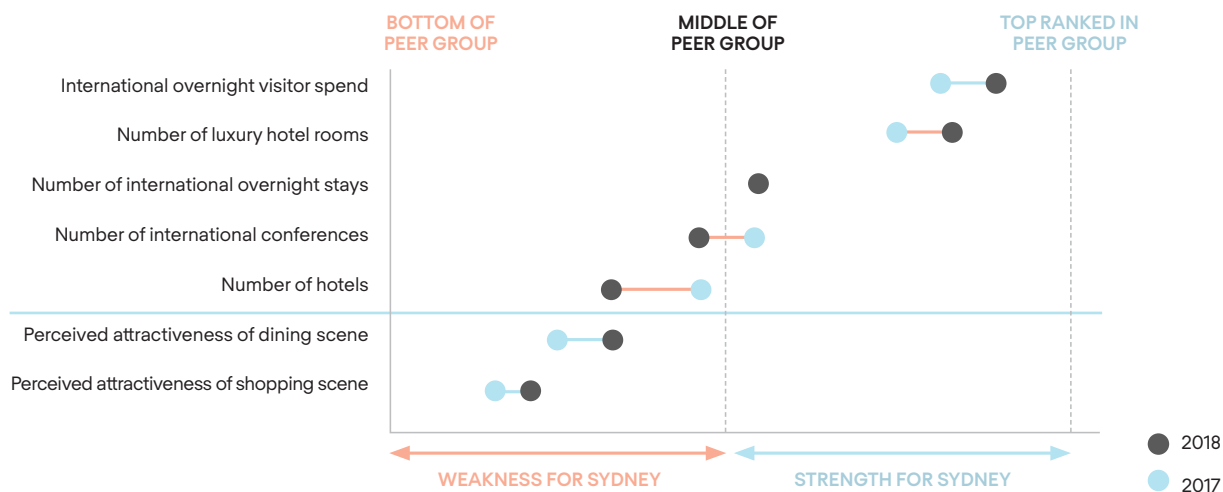 BOTTOM OF
PEER GROUP
MIDDLE OF
PEER GROUP
TOP RANKED IN
PEER GROUP
International overnight visitor spend
Number of luxury hotel rooms
Number of international overnight stays
Number of international conferences
Number of hotels
Perceived attractiveness of dining scene
Perceived attractiveness of shopping scene
WEAKNESS FOR SYDNEY
STRENGTH FOR SYDNEY
2018
2017